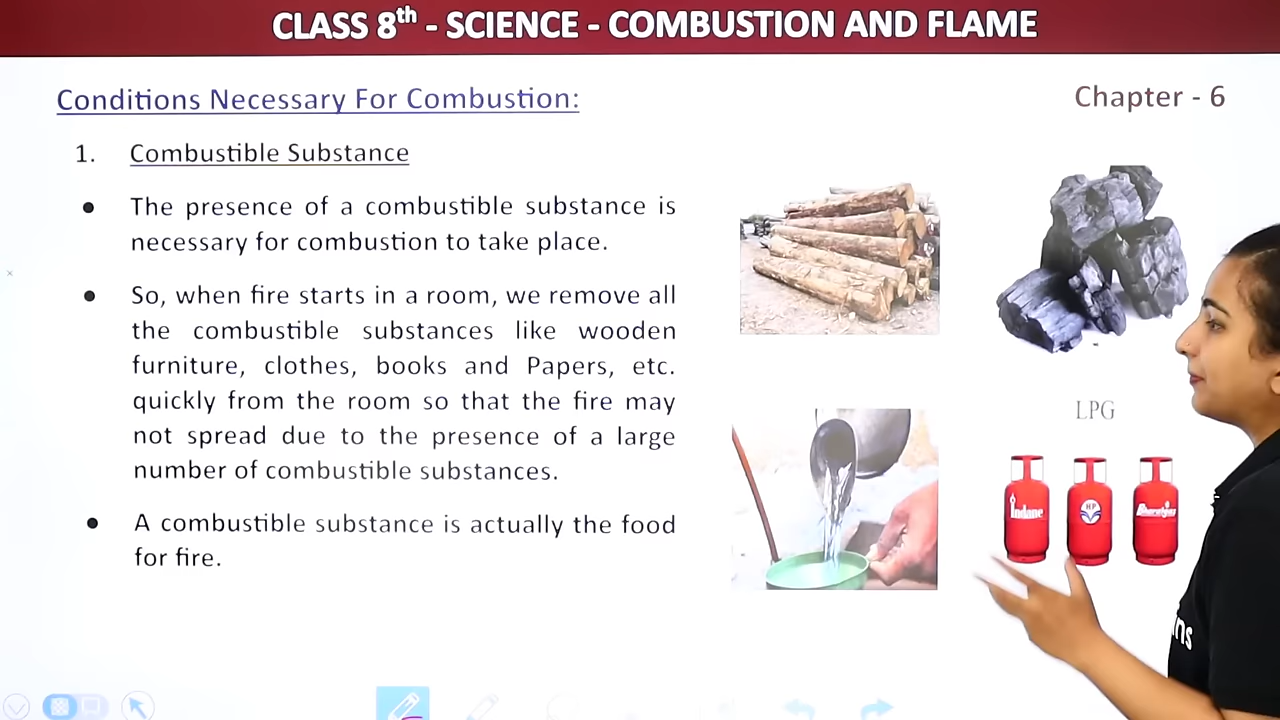 CLASS 8th - SCIENCE - COMBUSTION AND FLAME
Conditions Necessary For Combustion:
Chapter - 6
1. Combustible Substance
• The presence of a combustible substance is
necessary for combustion to take place.
• So, when fire starts in a room, we remove all
the combustible substances like wooden
furniture, clothes, books and Papers, etc.
quickly from the room so that the fire may
not spread due to the presence of a large
number of combustible substances.
• A combustible substance is actually the food
for fire.
LPG
Indane
HP
Bharatgas